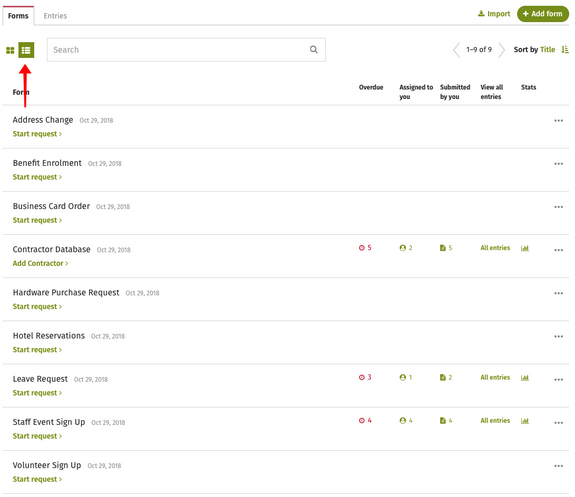 Forms Entries Import + Add form
Search 1–9 of 9 Sort by Title
Form Overdue Assigned to you Submitted by you View all entries Stats
Address Change Oct 29, 2018
Start request ›
Benefit Enrolment Oct 29, 2018
Start request ›
Business Card Order Oct 29, 2018
Start request ›
Contractor Database Oct 29, 2018 5 2 5 All entries
Add Contractor ›
Hardware Purchase Request Oct 29, 2018
Start request ›
Hotel Reservations Oct 29, 2018
Start request ›
Leave Request Oct 29, 2018 3 1 2 All entries
Start request ›
Staff Event Sign Up Oct 29, 2018 4 4 4 All entries
Start request ›
Volunteer Sign Up Oct 29, 2018
Start request ›